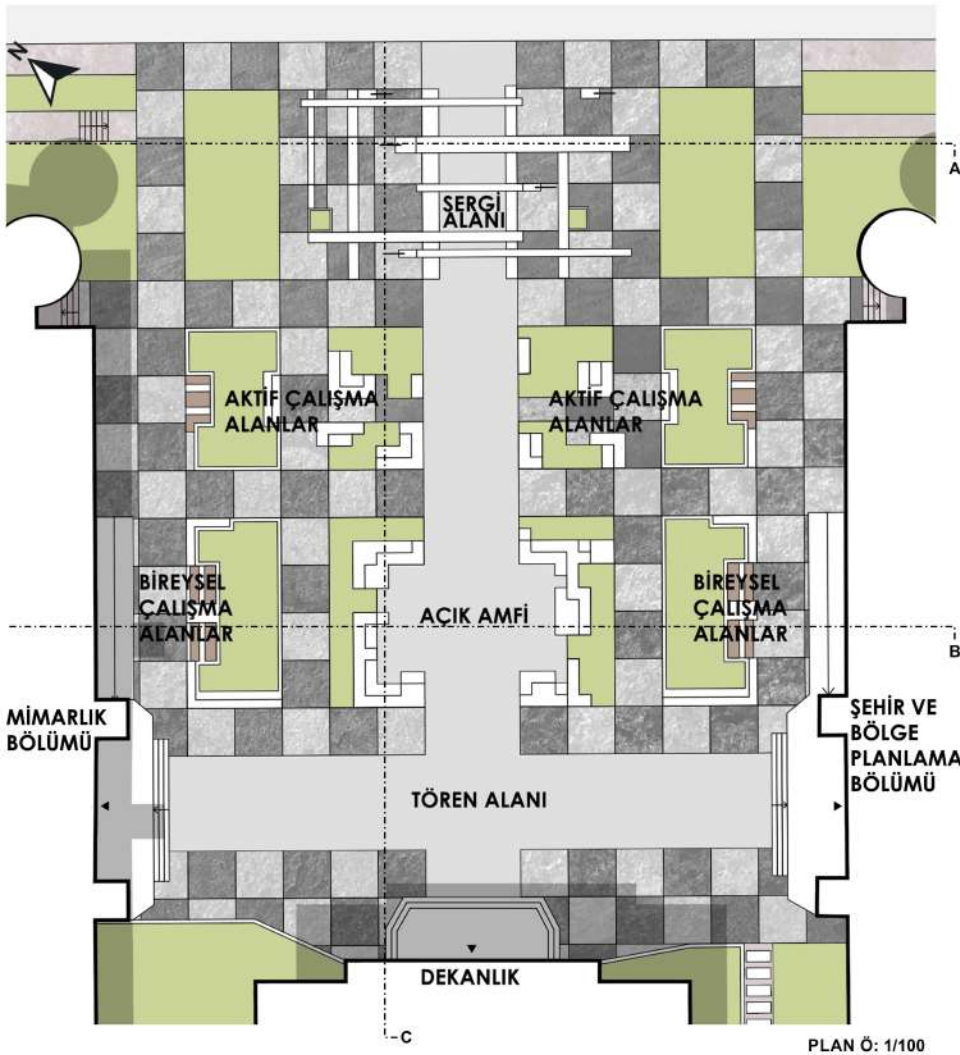 N
A
SERGİ
ALANI
AKTİF ÇALIŞMA
ALANLAR
AKTİF ÇALIŞMA
ALANLAR
BİREYSEL
ÇALIŞMA
ALANLAR
AÇIK AMFİ
BİREYSEL
ÇALIŞMA
ALANLAR
B
MİMARLIK
BÖLÜMÜ
ŞEHİR VE
BÖLGE
PLANLAMA
BÖLÜMÜ
TÖREN ALANI
DEKANLIK
C
PLAN Ö: 1/100